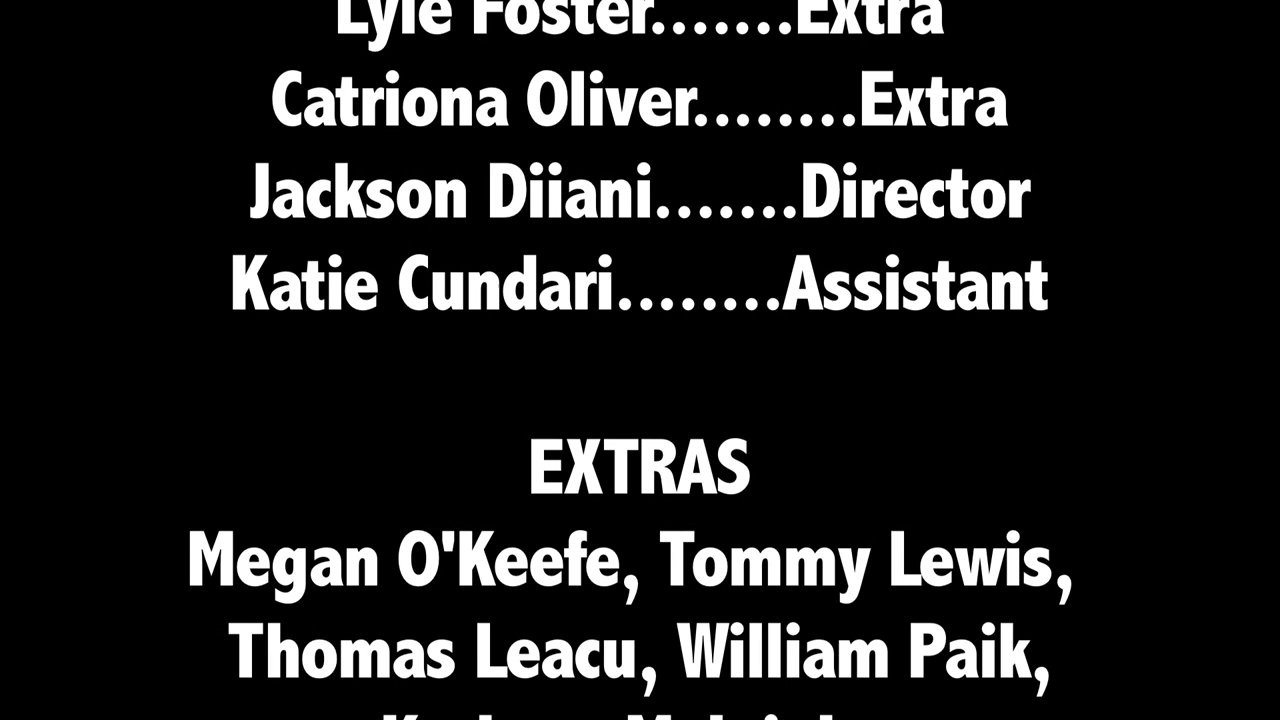 Lyle Foster.......Extra
Catriona Oliver........Extra
Jackson Diiani.......Director
Katie Cundari........Assistant
EXTRAS
Megan O'Keefe, Tommy Lewis,
Thomas Leacu, William Paik,